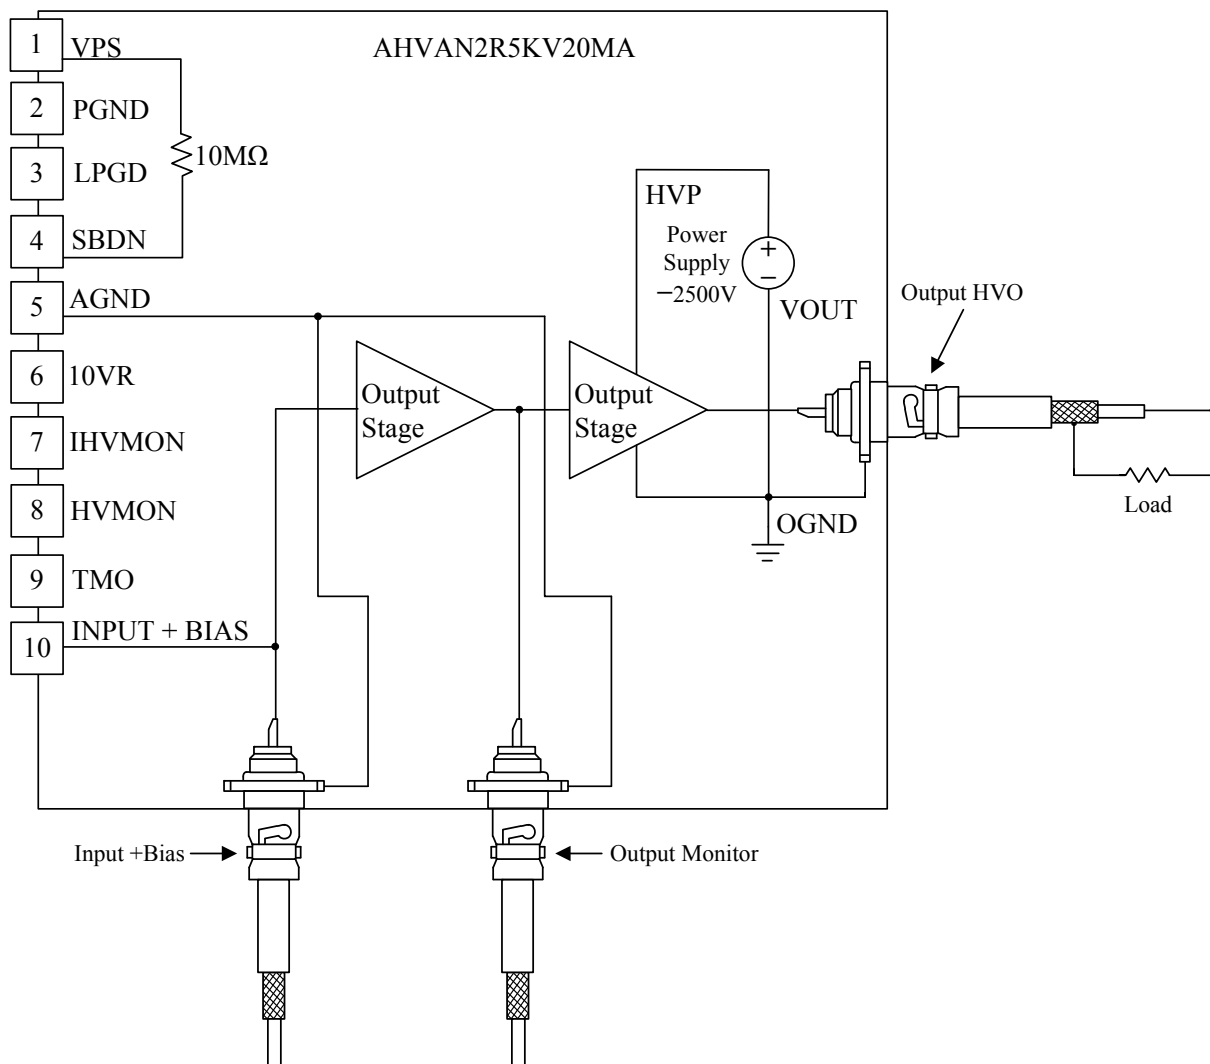 AHVAN2R5KV20MA
1 VPS
2 PGND
3 LPGD
10MΩ
4 SBDN
5 AGND
6 10VR
7 IHVMON
8 HVMON
9 TMO
10 INPUT + BIAS
Output
Stage
Output
Stage
HVP
Power
Supply
−2500V
+
−
VOUT
OGND
Output HVO
Load
Input +Bias
Output Monitor